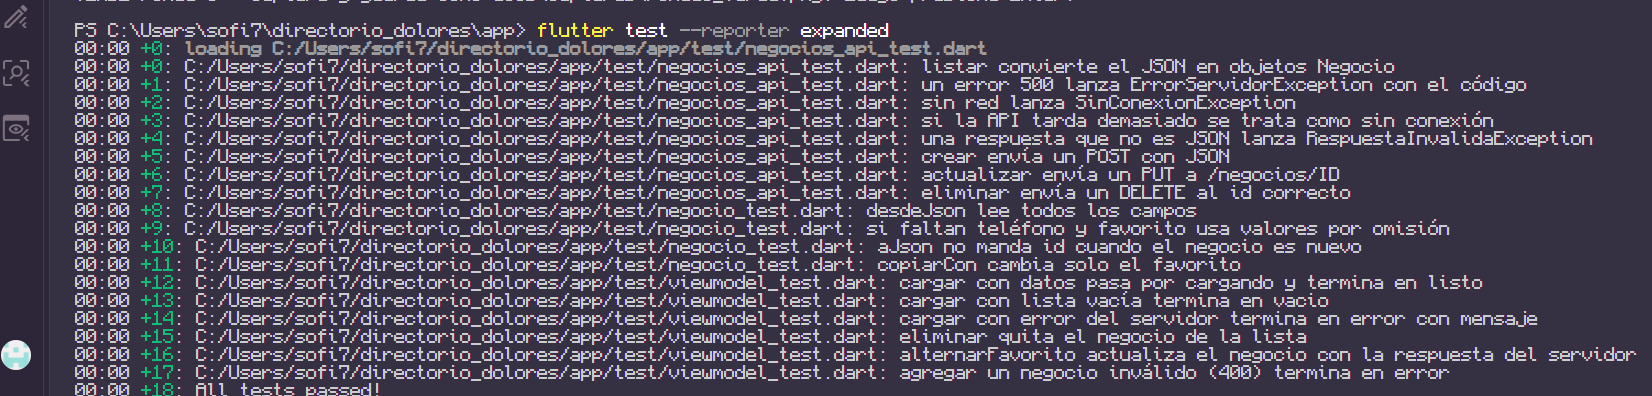 PS C:\Users\sofi7\directorio_dolores\app> flutter test --reporter expanded
00:00 +0: loading C:/Users/sofi7/directorio_dolores/app/test/negocios_api_test.dart
00:00 +0: C:/Users/sofi7/directorio_dolores/app/test/negocios_api_test.dart: listar convierte el JSON en objetos Negocio
00:00 +1: C:/Users/sofi7/directorio_dolores/app/test/negocios_api_test.dart: un error 500 lanza ErrorServidorException con el código
00:00 +2: C:/Users/sofi7/directorio_dolores/app/test/negocios_api_test.dart: sin red lanza SinConexionException
00:00 +3: C:/Users/sofi7/directorio_dolores/app/test/negocios_api_test.dart: si la API tarda demasiado se trata como sin conexión
00:00 +4: C:/Users/sofi7/directorio_dolores/app/test/negocios_api_test.dart: una respuesta que no es JSON lanza RespuestaInvalidaException
00:00 +5: C:/Users/sofi7/directorio_dolores/app/test/negocios_api_test.dart: crear envía un POST con JSON
00:00 +6: C:/Users/sofi7/directorio_dolores/app/test/negocios_api_test.dart: actualizar envía un PUT a /negocios/ID
00:00 +7: C:/Users/sofi7/directorio_dolores/app/test/negocios_api_test.dart: eliminar envía un DELETE al id correcto
00:00 +8: C:/Users/sofi7/directorio_dolores/app/test/negocio_test.dart: desdeJson lee todos los campos
00:00 +9: C:/Users/sofi7/directorio_dolores/app/test/negocio_test.dart: si faltan teléfono y favorito usa valores por omisión
00:00 +10: C:/Users/sofi7/directorio_dolores/app/test/negocio_test.dart: aJson no manda id cuando el negocio es nuevo
00:00 +11: C:/Users/sofi7/directorio_dolores/app/test/negocio_test.dart: copiarCon cambia solo el favorito
00:00 +12: C:/Users/sofi7/directorio_dolores/app/test/viewmodel_test.dart: cargar con datos pasa por cargando y termina en listo
00:00 +13: C:/Users/sofi7/directorio_dolores/app/test/viewmodel_test.dart: cargar con lista vacía termina en vacio
00:00 +14: C:/Users/sofi7/directorio_dolores/app/test/viewmodel_test.dart: cargar con error del servidor termina en error con mensaje
00:00 +15: C:/Users/sofi7/directorio_dolores/app/test/viewmodel_test.dart: eliminar quita el negocio de la lista
00:00 +16: C:/Users/sofi7/directorio_dolores/app/test/viewmodel_test.dart: alternarFavorito actualiza el negocio con la respuesta del servidor
00:00 +17: C:/Users/sofi7/directorio_dolores/app/test/viewmodel_test.dart: agregar un negocio inválido (400) termina en error
00:00 +18: All tests passed!